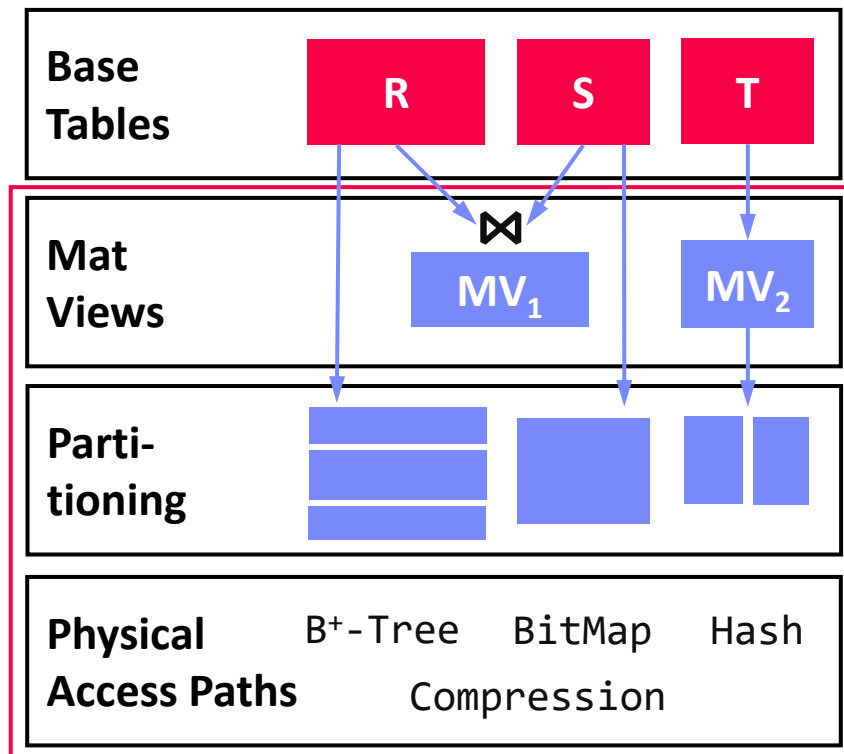 Base
Tables
R
S
T
Mat
Views
⋈
MV₁
MV₂
Parti-
tioning
Physical
Access Paths
B⁺-Tree
BitMap
Hash
Compression